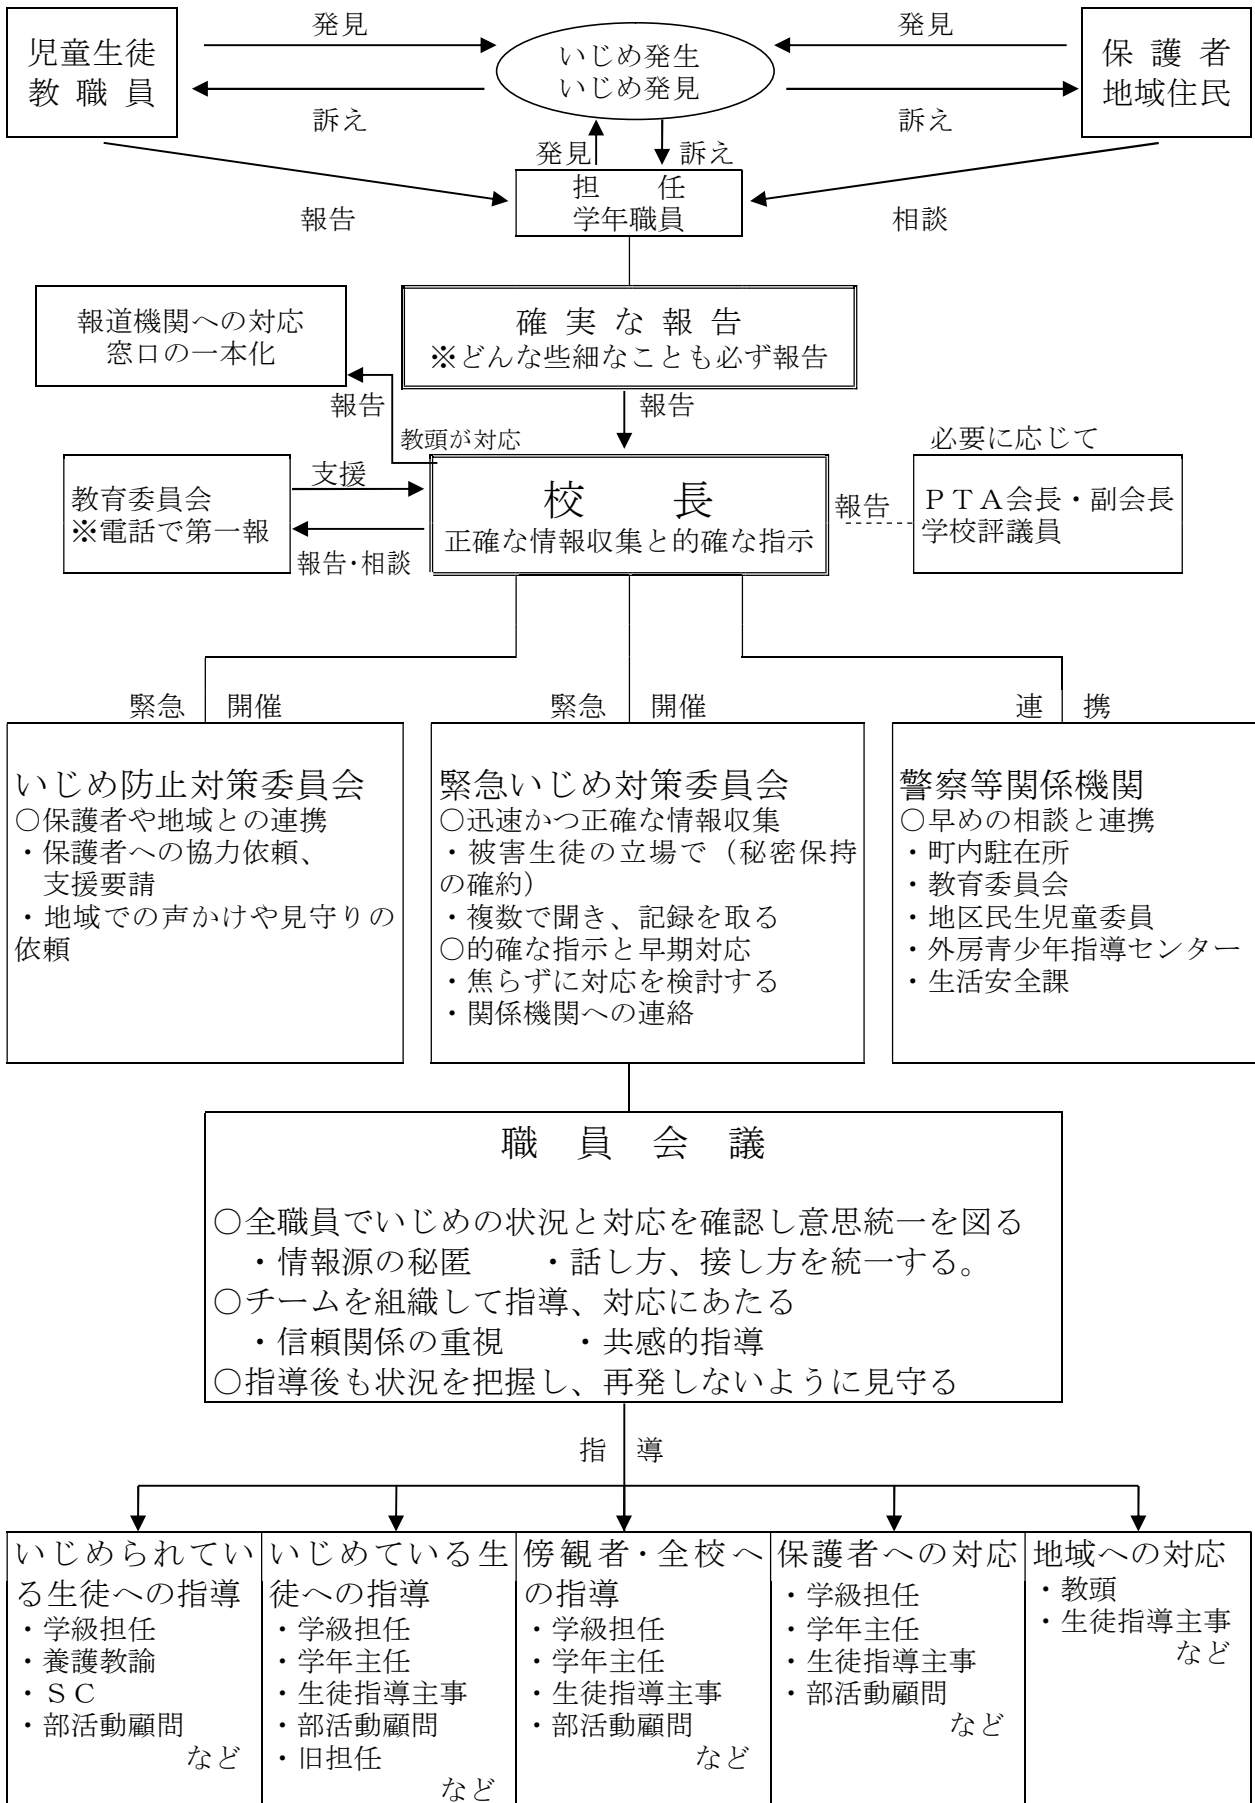 児童生徒
教職員
発見
訴え
いじめ発生
いじめ発見
発見
訴え
保護者
地域住民
発見
訴え
担　任
学年職員
報告
相談
報道機関への対応
窓口の一本化
確実な報告
※どんな些細なことも必ず報告
報告
報告
教頭が対応
必要に応じて
教育委員会
※電話で第一報
支援
報告・相談
校　長
正確な情報収集と的確な指示
報告
ＰＴＡ会長・副会長
学校評議員
緊急　開催
緊急　開催
連　携
いじめ防止対策委員会
○保護者や地域との連携
・保護者への協力依頼、
支援要請
・地域での声かけや見守りの
依頼
緊急いじめ対策委員会
○迅速かつ正確な情報収集
・被害生徒の立場で（秘密保持
の確約）
・複数で聞き、記録を取る
○的確な指示と早期対応
・焦らずに対応を検討する
・関係機関への連絡
警察等関係機関
○早めの相談と連携
・町内駐在所
・教育委員会
・地区民生児童委員
・外房青少年指導センター
・生活安全課
職　員　会　議
○全職員でいじめの状況と対応を確認し意思統一を図る
・情報源の秘匿　・話し方、接し方を統一する。
○チームを組織して指導、対応にあたる
・信頼関係の重視　・共感的指導
○指導後も状況を把握し、再発しないように見守る
指　導
いじめられてい
る生徒への指導
・学級担任
・養護教諭
・ＳＣ
・部活動顧問
など
いじめている生
徒への指導
・学級担任
・学年主任
・生徒指導主事
・部活動顧問
・旧担任
など
傍観者・全校へ
の指導
・学級担任
・学年主任
・生徒指導主事
・部活動顧問
など
保護者への対応
・学級担任
・学年主任
・生徒指導主事
・部活動顧問
など
地域への対応
・教頭
・生徒指導主事
など